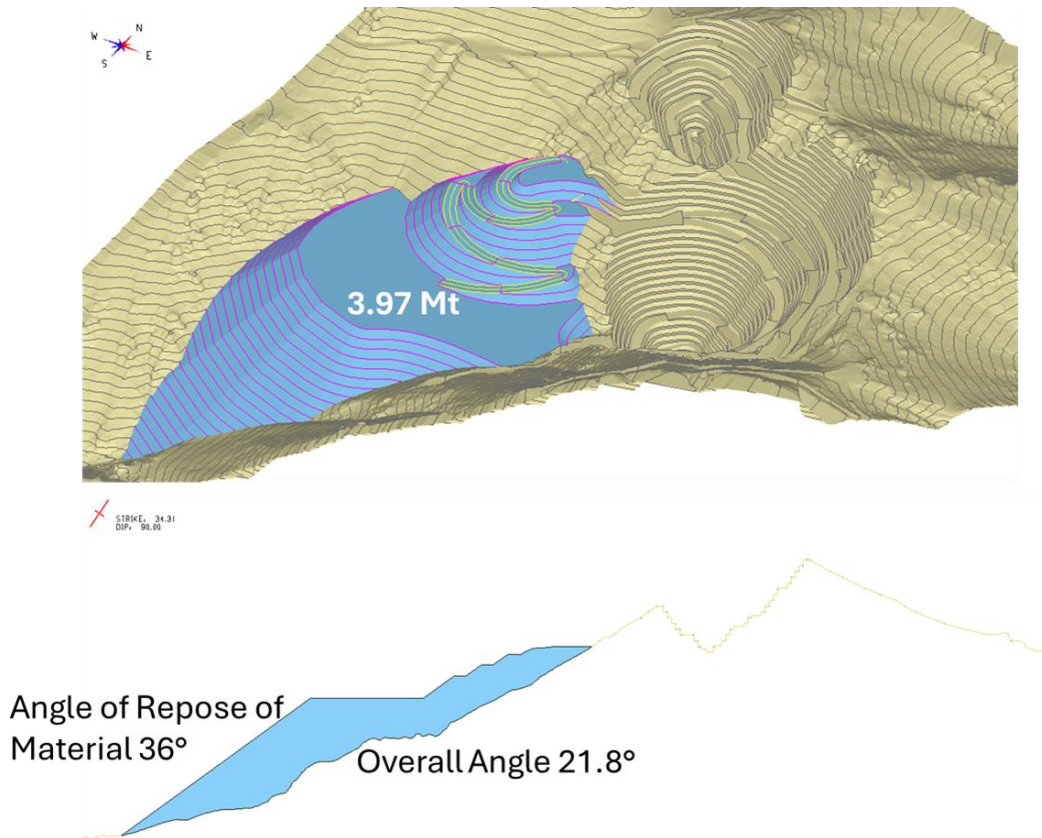 N
W
E
S
3.97 Mt
STRIKE: 34.31
DIP: 90.00
Angle of Repose of
Material 36°
Overall Angle 21.8°